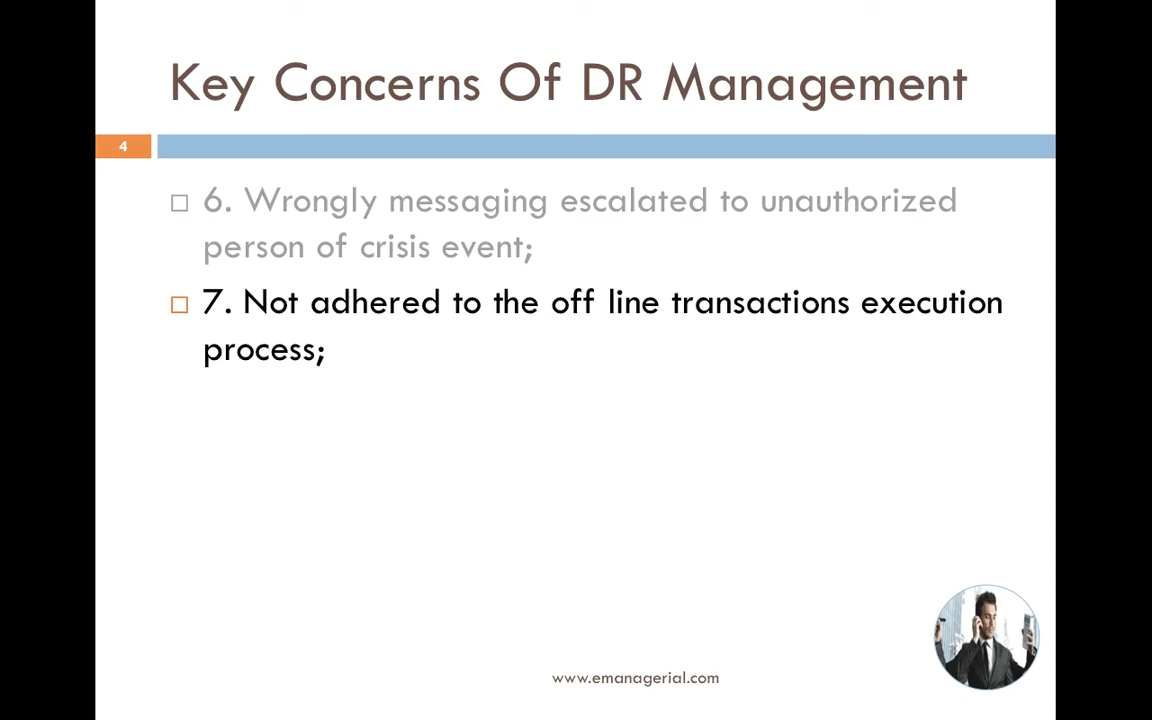 Key Concerns Of DR Management
4
6. Wrongly messaging escalated to unauthorized
person of crisis event;
7. Not adhered to the off line transactions execution
process;
www.emanagerial.com